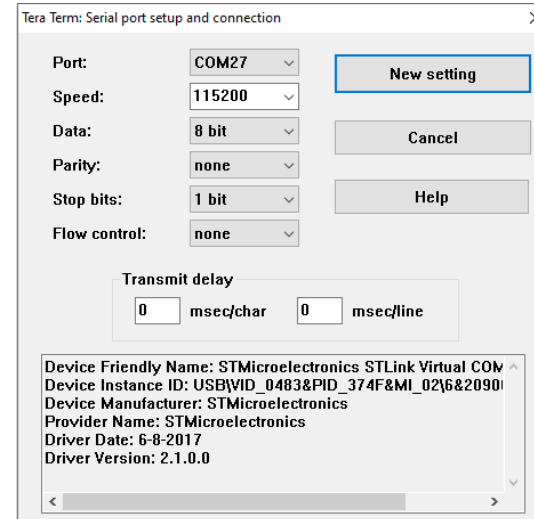 Tera Term: Serial port setup and connection
Port: COM27
New setting
Speed: 115200
Data: 8 bit
Cancel
Parity: none
Stop bits: 1 bit
Help
Flow control: none
Transmit delay
0 msec/char 0 msec/line
Device Friendly Name: STMicroelectronics STLink Virtual COM
Device Instance ID: USB\VID_0483&PID_374F&MI_02\6&2090
Device Manufacturer: STMicroelectronics
Provider Name: STMicroelectronics
Driver Date: 6-8-2017
Driver Version: 2.1.0.0